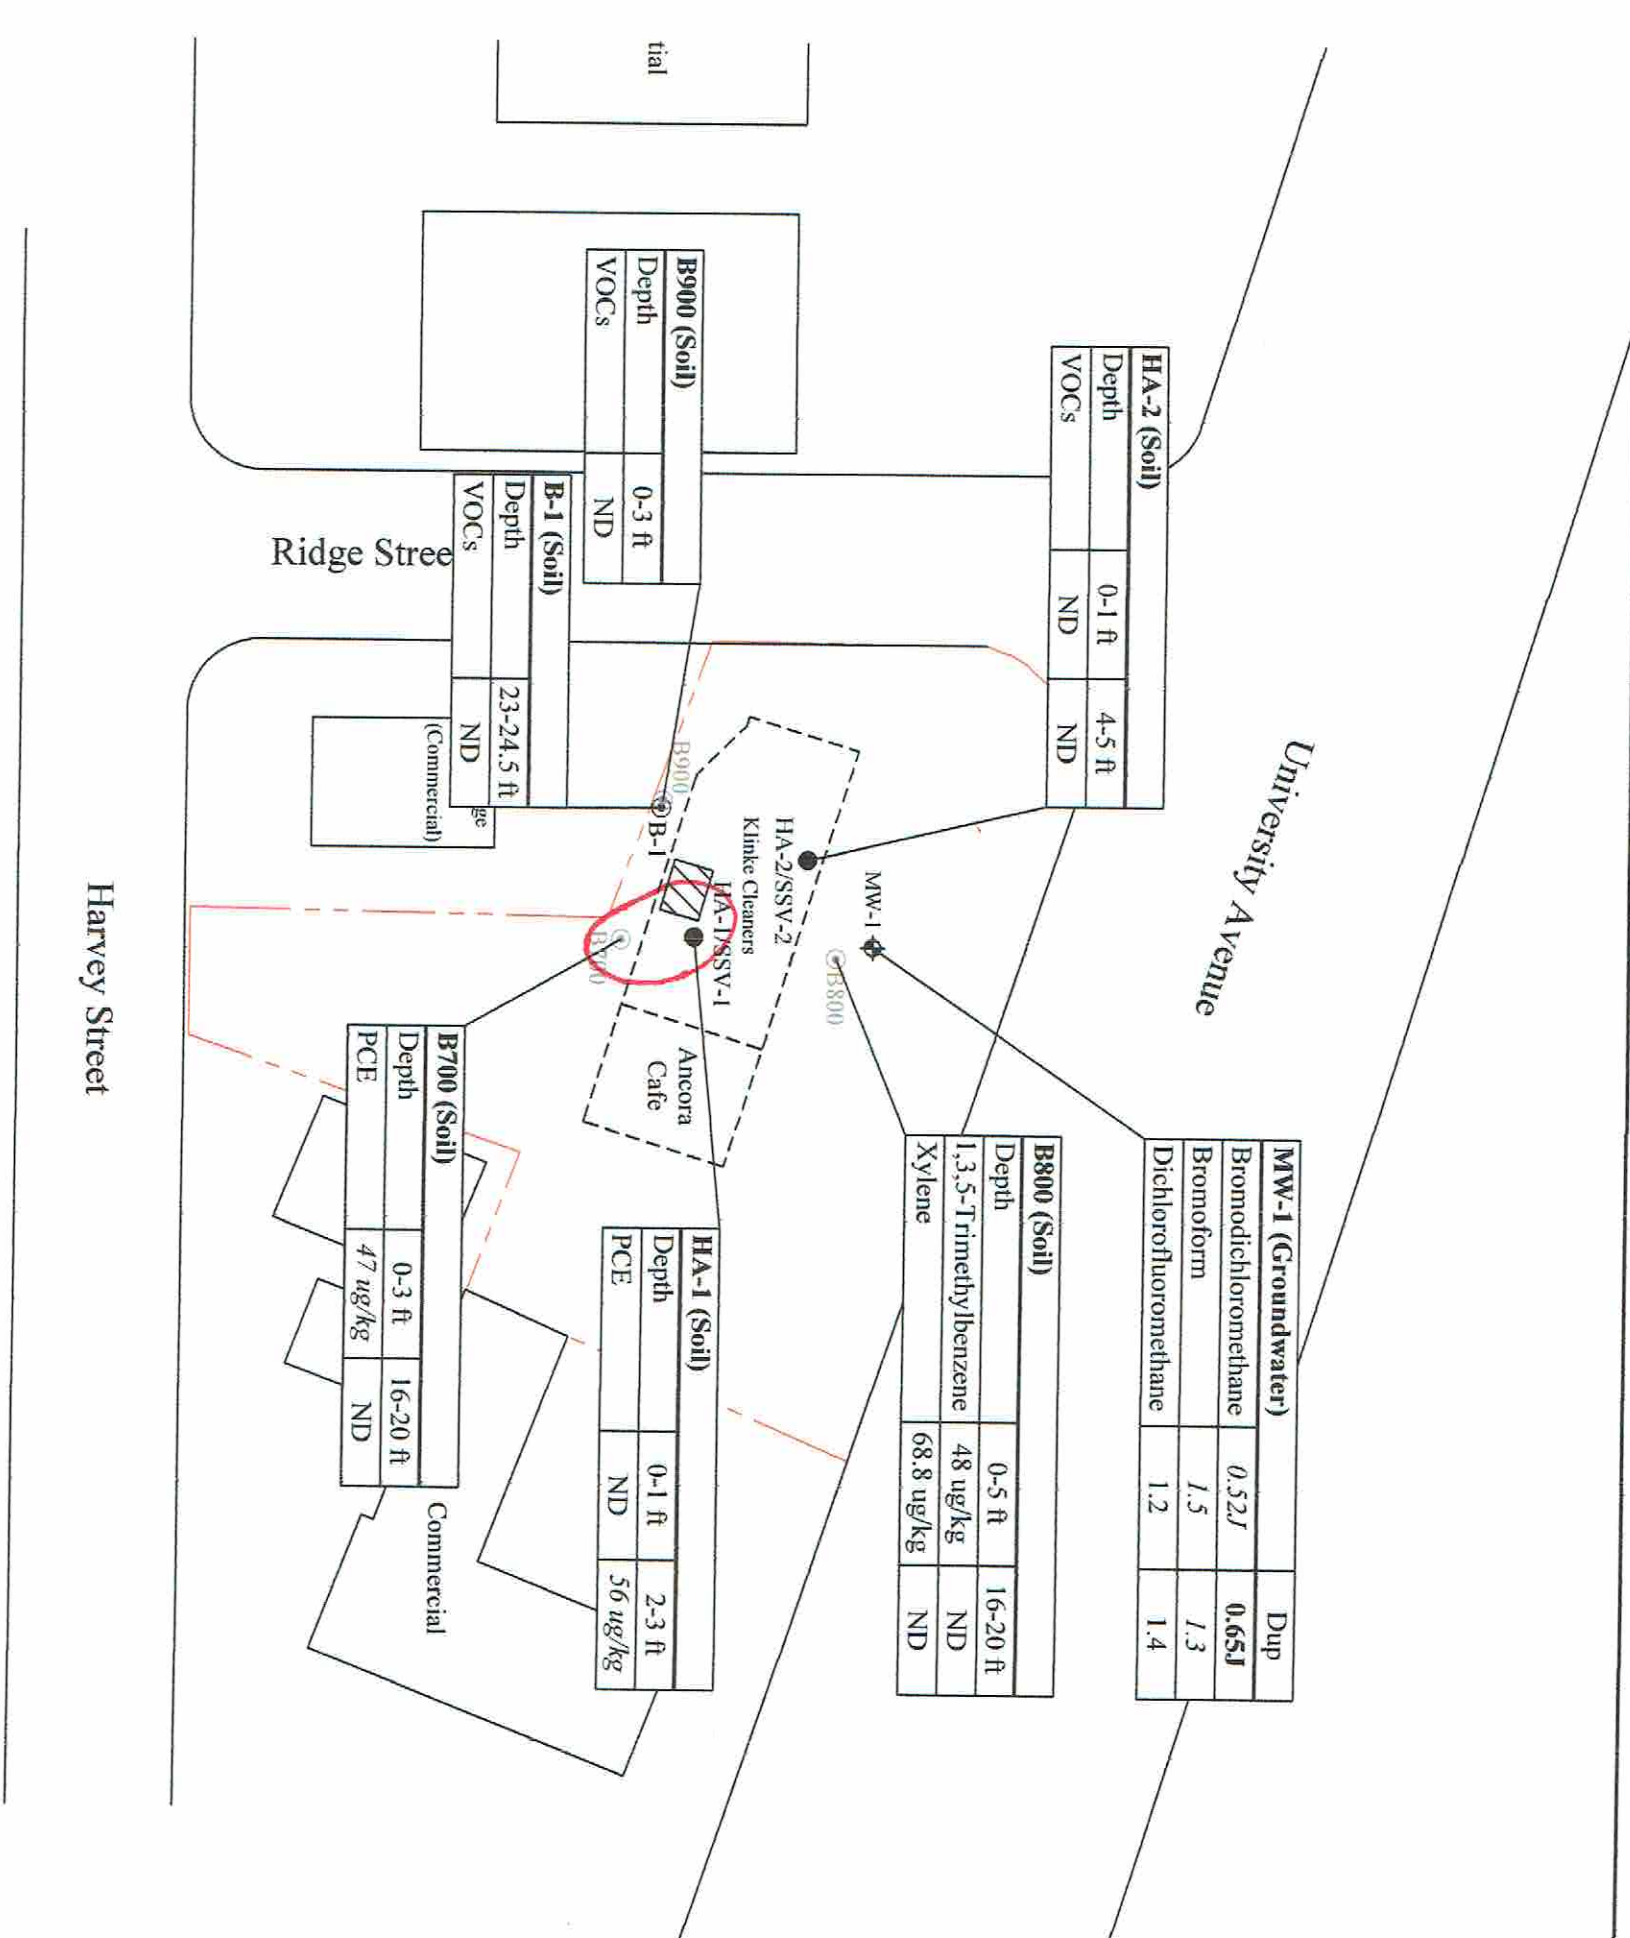 tial
HA-2 (Soil)
Depth 0-1 ft 4-5 ft
VOCs ND ND
B900 (Soil)
Depth 0-3 ft
VOCs ND
B-1 (Soil)
Depth 23-24.5 ft
VOCs ND
Ridge Stree
ge
(Commercial)
University Avenue
B900
B-1
HA-2/SSV-2
Klinke Cleaners
HA-1/SSV-1
MW-1
B800
B700
Ancora
Cafe
Harvey Street
MW-1 (Groundwater) Dup
Bromodichloromethane 0.52J 0.65J
Bromoform 1.5 1.3
Dichlorofluoromethane 1.2 1.4
B800 (Soil)
Depth 0-5 ft 16-20 ft
1,3,5-Trimethylbenzene 48 ug/kg ND
Xylene 68.8 ug/kg ND
HA-1 (Soil)
Depth 0-1 ft 2-3 ft
PCE ND 56 ug/kg
B700 (Soil)
Depth 0-3 ft 16-20 ft
PCE 47 ug/kg ND
Commercial